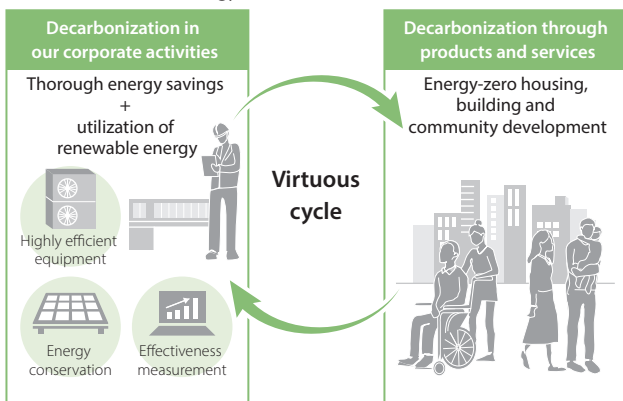 Decarbonization in
our corporate activities
Thorough energy savings
+
utilization of
renewable energy
Highly efficient
equipment
Energy
conservation
Effectiveness
measurement
Virtuous
cycle
Decarbonization through
products and services
Energy-zero housing,
building and
community development